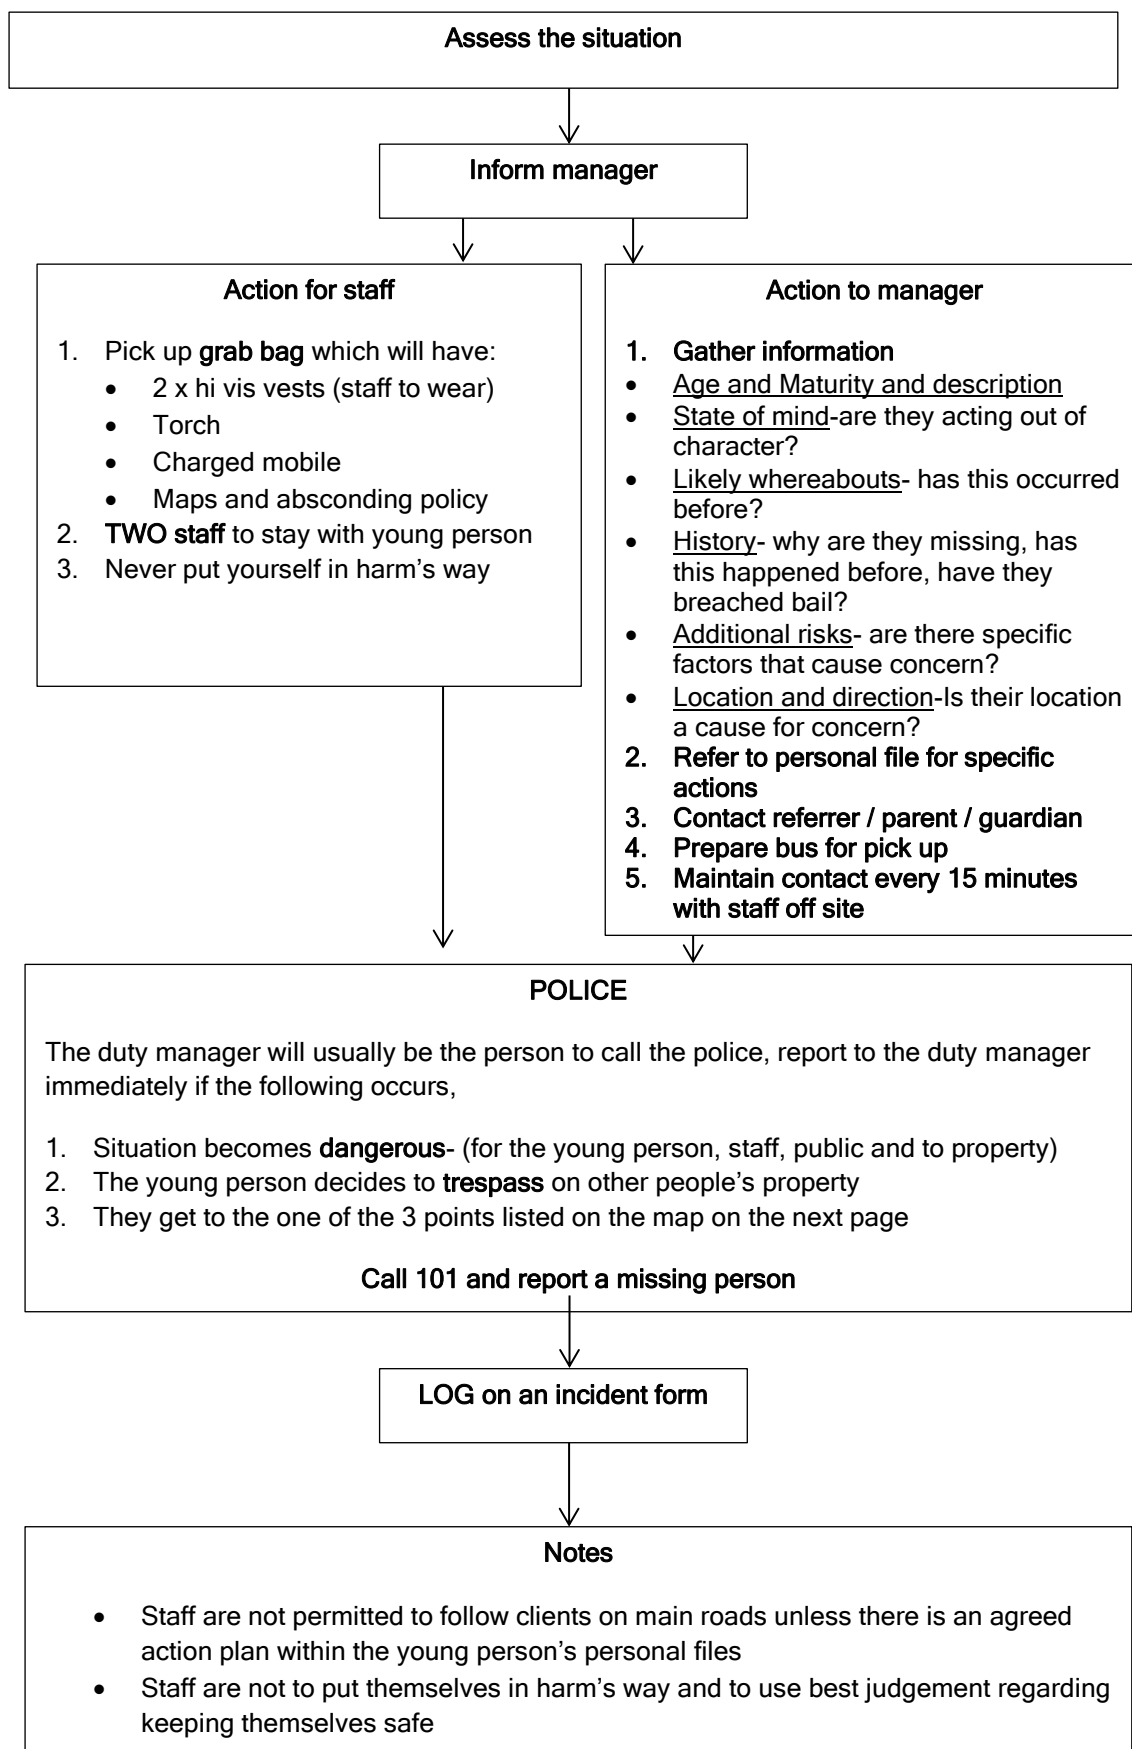 Assess the situation
Inform manager
Action for staff
1. Pick up grab bag which will have:
• 2 x hi vis vests (staff to wear)
• Torch
• Charged mobile
• Maps and absconding policy
2. TWO staff to stay with young person
3. Never put yourself in harm's way
Action to manager
1. Gather information
• Age and Maturity and description
• State of mind-are they acting out of
character?
• Likely whereabouts- has this occurred
before?
• History- why are they missing, has
this happened before, have they
breached bail?
• Additional risks- are there specific
factors that cause concern?
• Location and direction-Is their location
a cause for concern?
2. Refer to personal file for specific
actions
3. Contact referrer / parent / guardian
4. Prepare bus for pick up
5. Maintain contact every 15 minutes
with staff off site
POLICE
The duty manager will usually be the person to call the police, report to the duty manager
immediately if the following occurs,
1. Situation becomes dangerous- (for the young person, staff, public and to property)
2. The young person decides to trespass on other people's property
3. They get to the one of the 3 points listed on the map on the next page
Call 101 and report a missing person
LOG on an incident form
Notes
• Staff are not permitted to follow clients on main roads unless there is an agreed
action plan within the young person's personal files
• Staff are not to put themselves in harm's way and to use best judgement regarding
keeping themselves safe